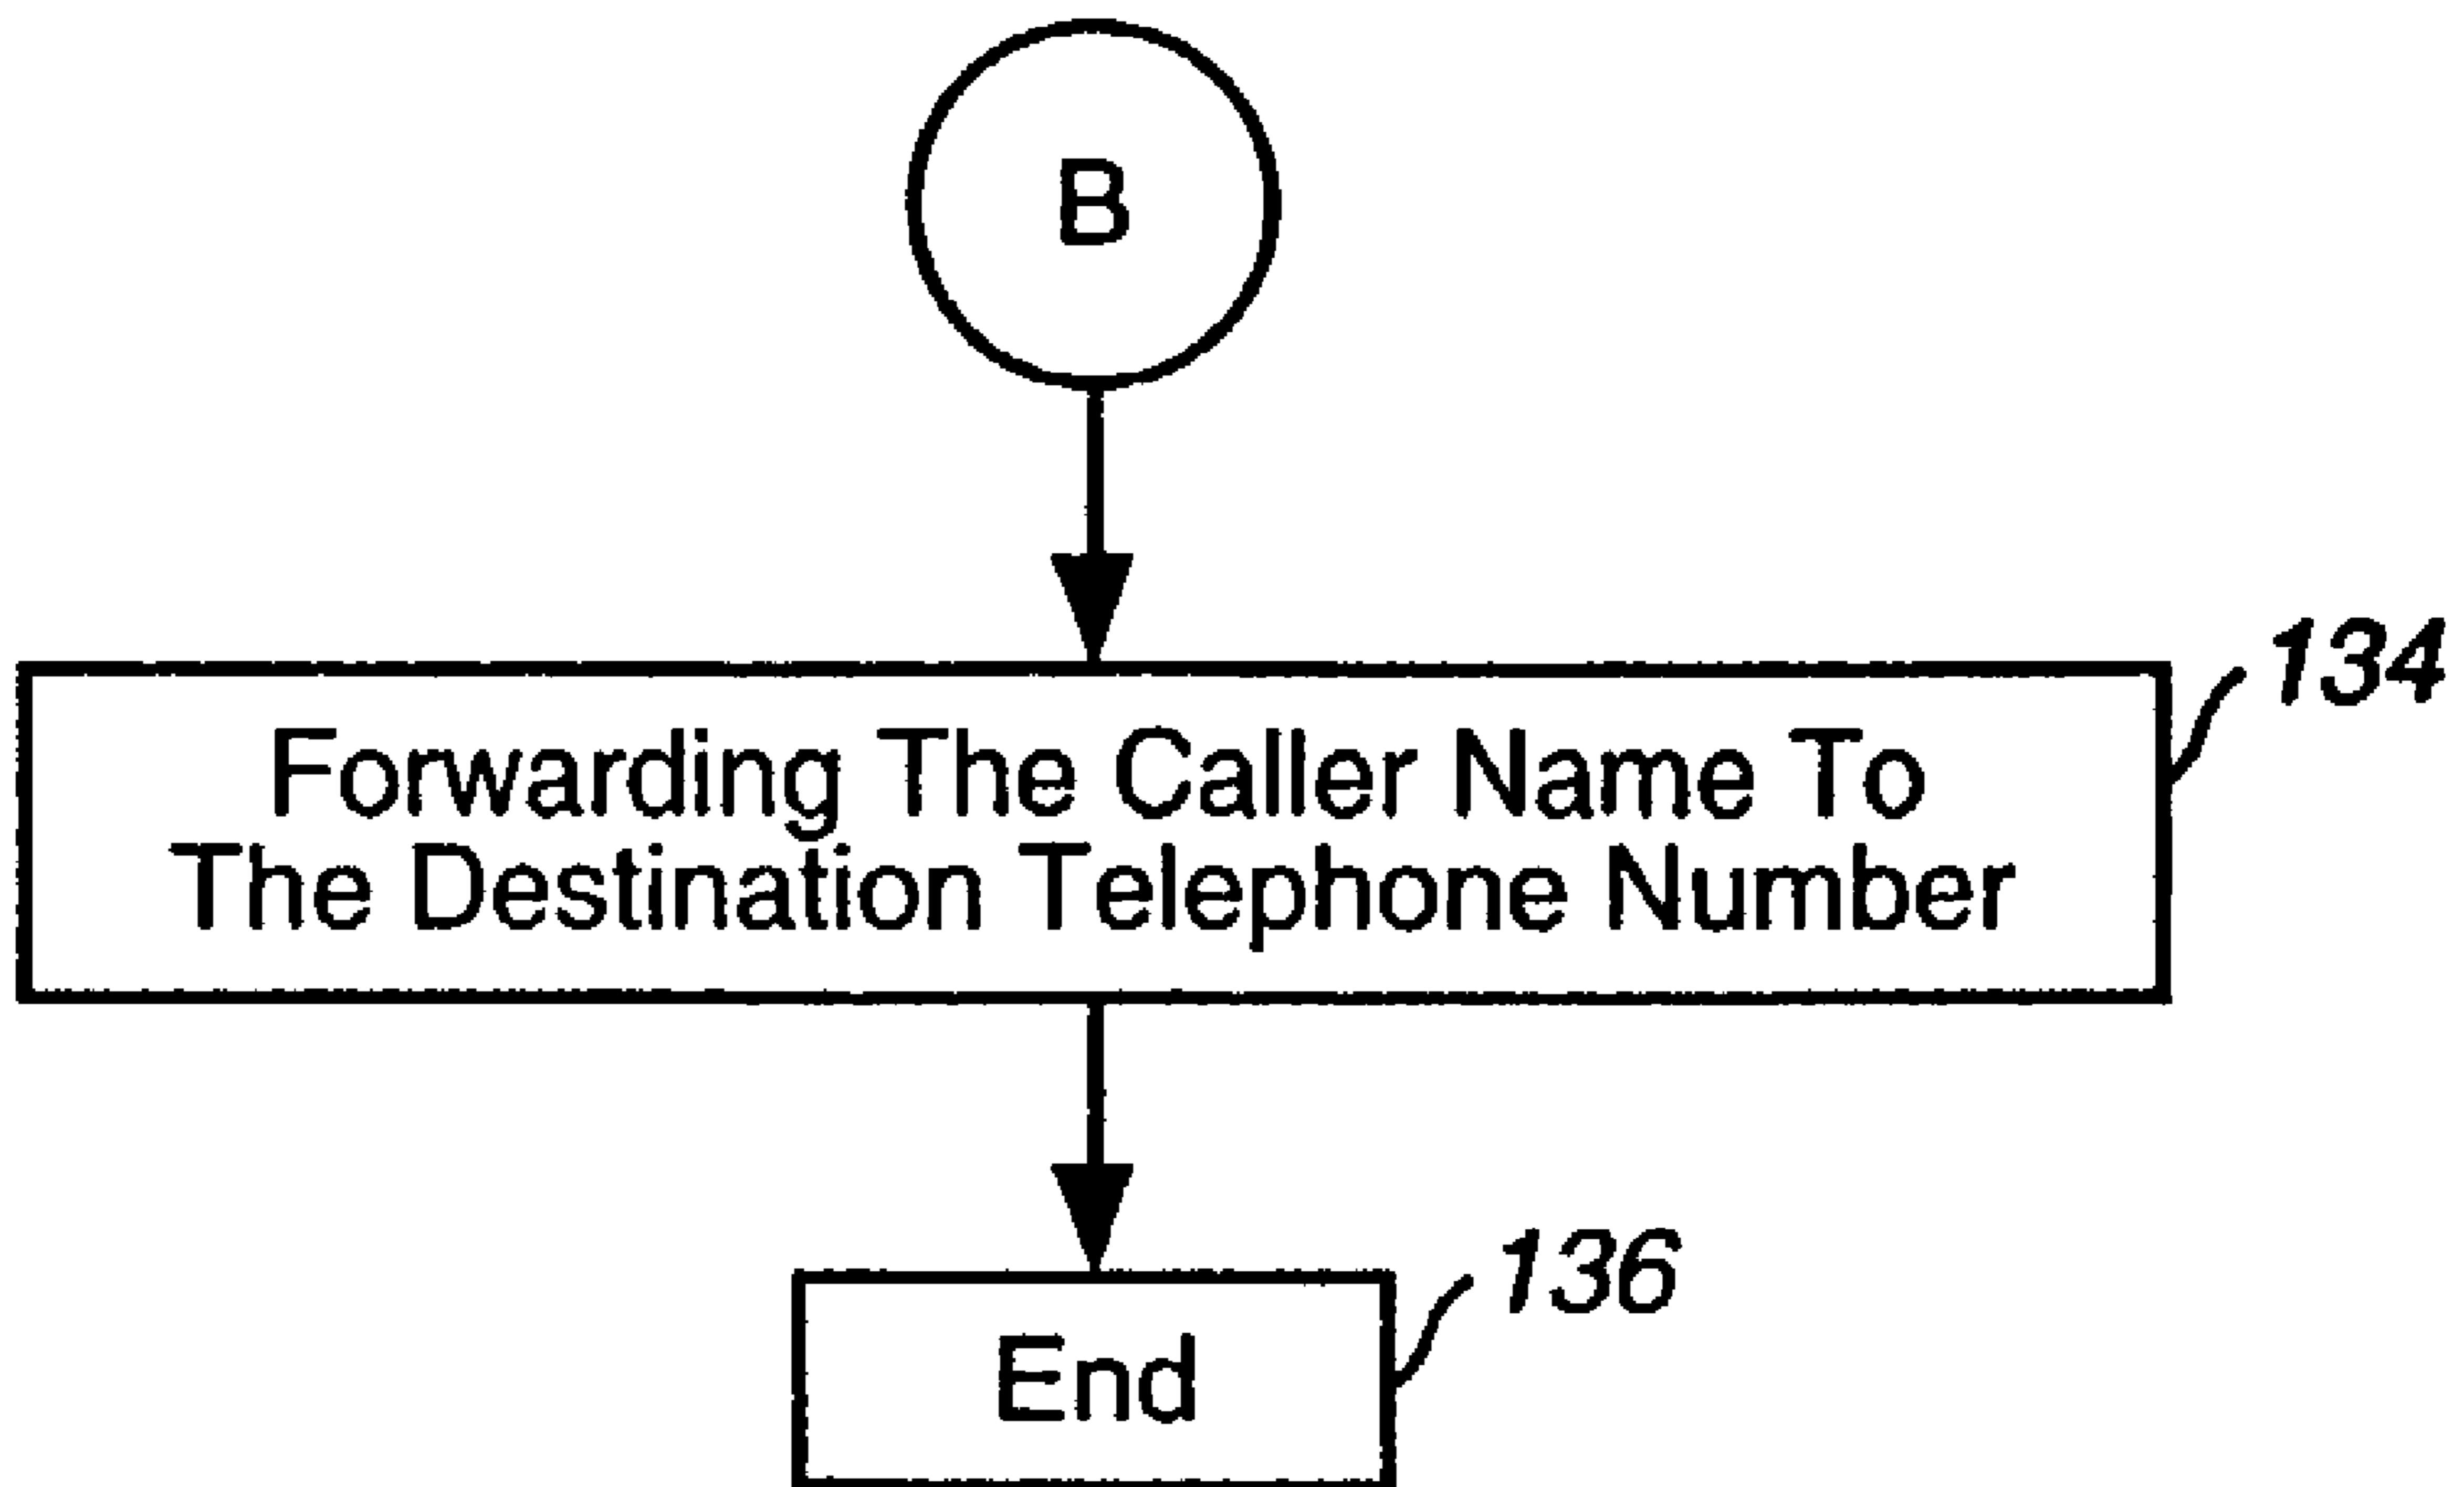 B
134
Forwarding The Caller Name To
The Destination Telephone Number
136
End